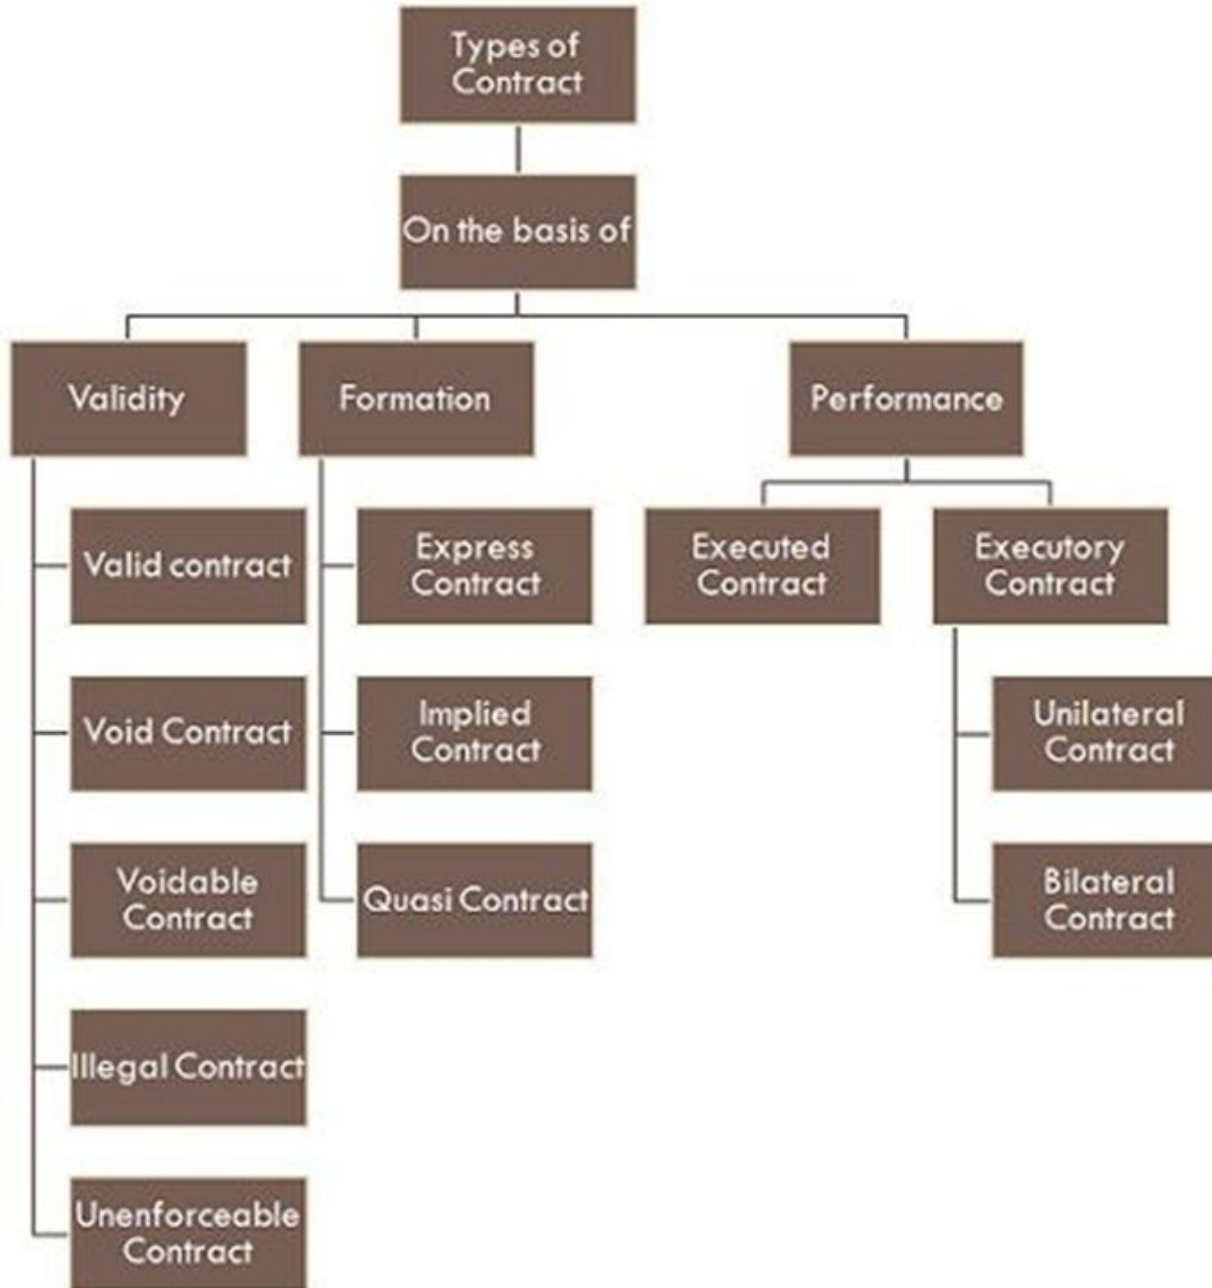 Types of
Contract
On the basis of
Validity
Formation
Performance
Valid contract
Void Contract
Voidable
Contract
Illegal Contract
Unenforceable
Contract
Express
Contract
Implied
Contract
Quasi Contract
Executed
Contract
Executory
Contract
Unilateral
Contract
Bilateral
Contract